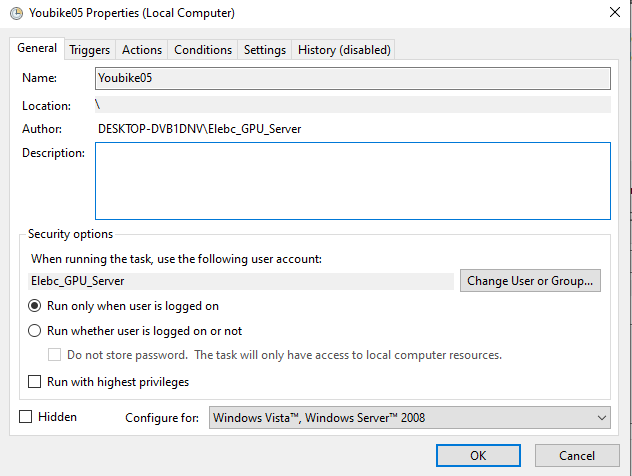 Youbike05 Properties (Local Computer)
General Triggers Actions Conditions Settings History (disabled)
Name: Youbike05
Location: \
Author: DESKTOP-DVB1DNV\Elebc_GPU_Server
Description:
Security options
When running the task, use the following user account:
Elebc_GPU_Server Change User or Group...
Run only when user is logged on
Run whether user is logged on or not
Do not store password. The task will only have access to local computer resources.
Run with highest privileges
Hidden Configure for: Windows Vista™, Windows Server™ 2008
OK Cancel